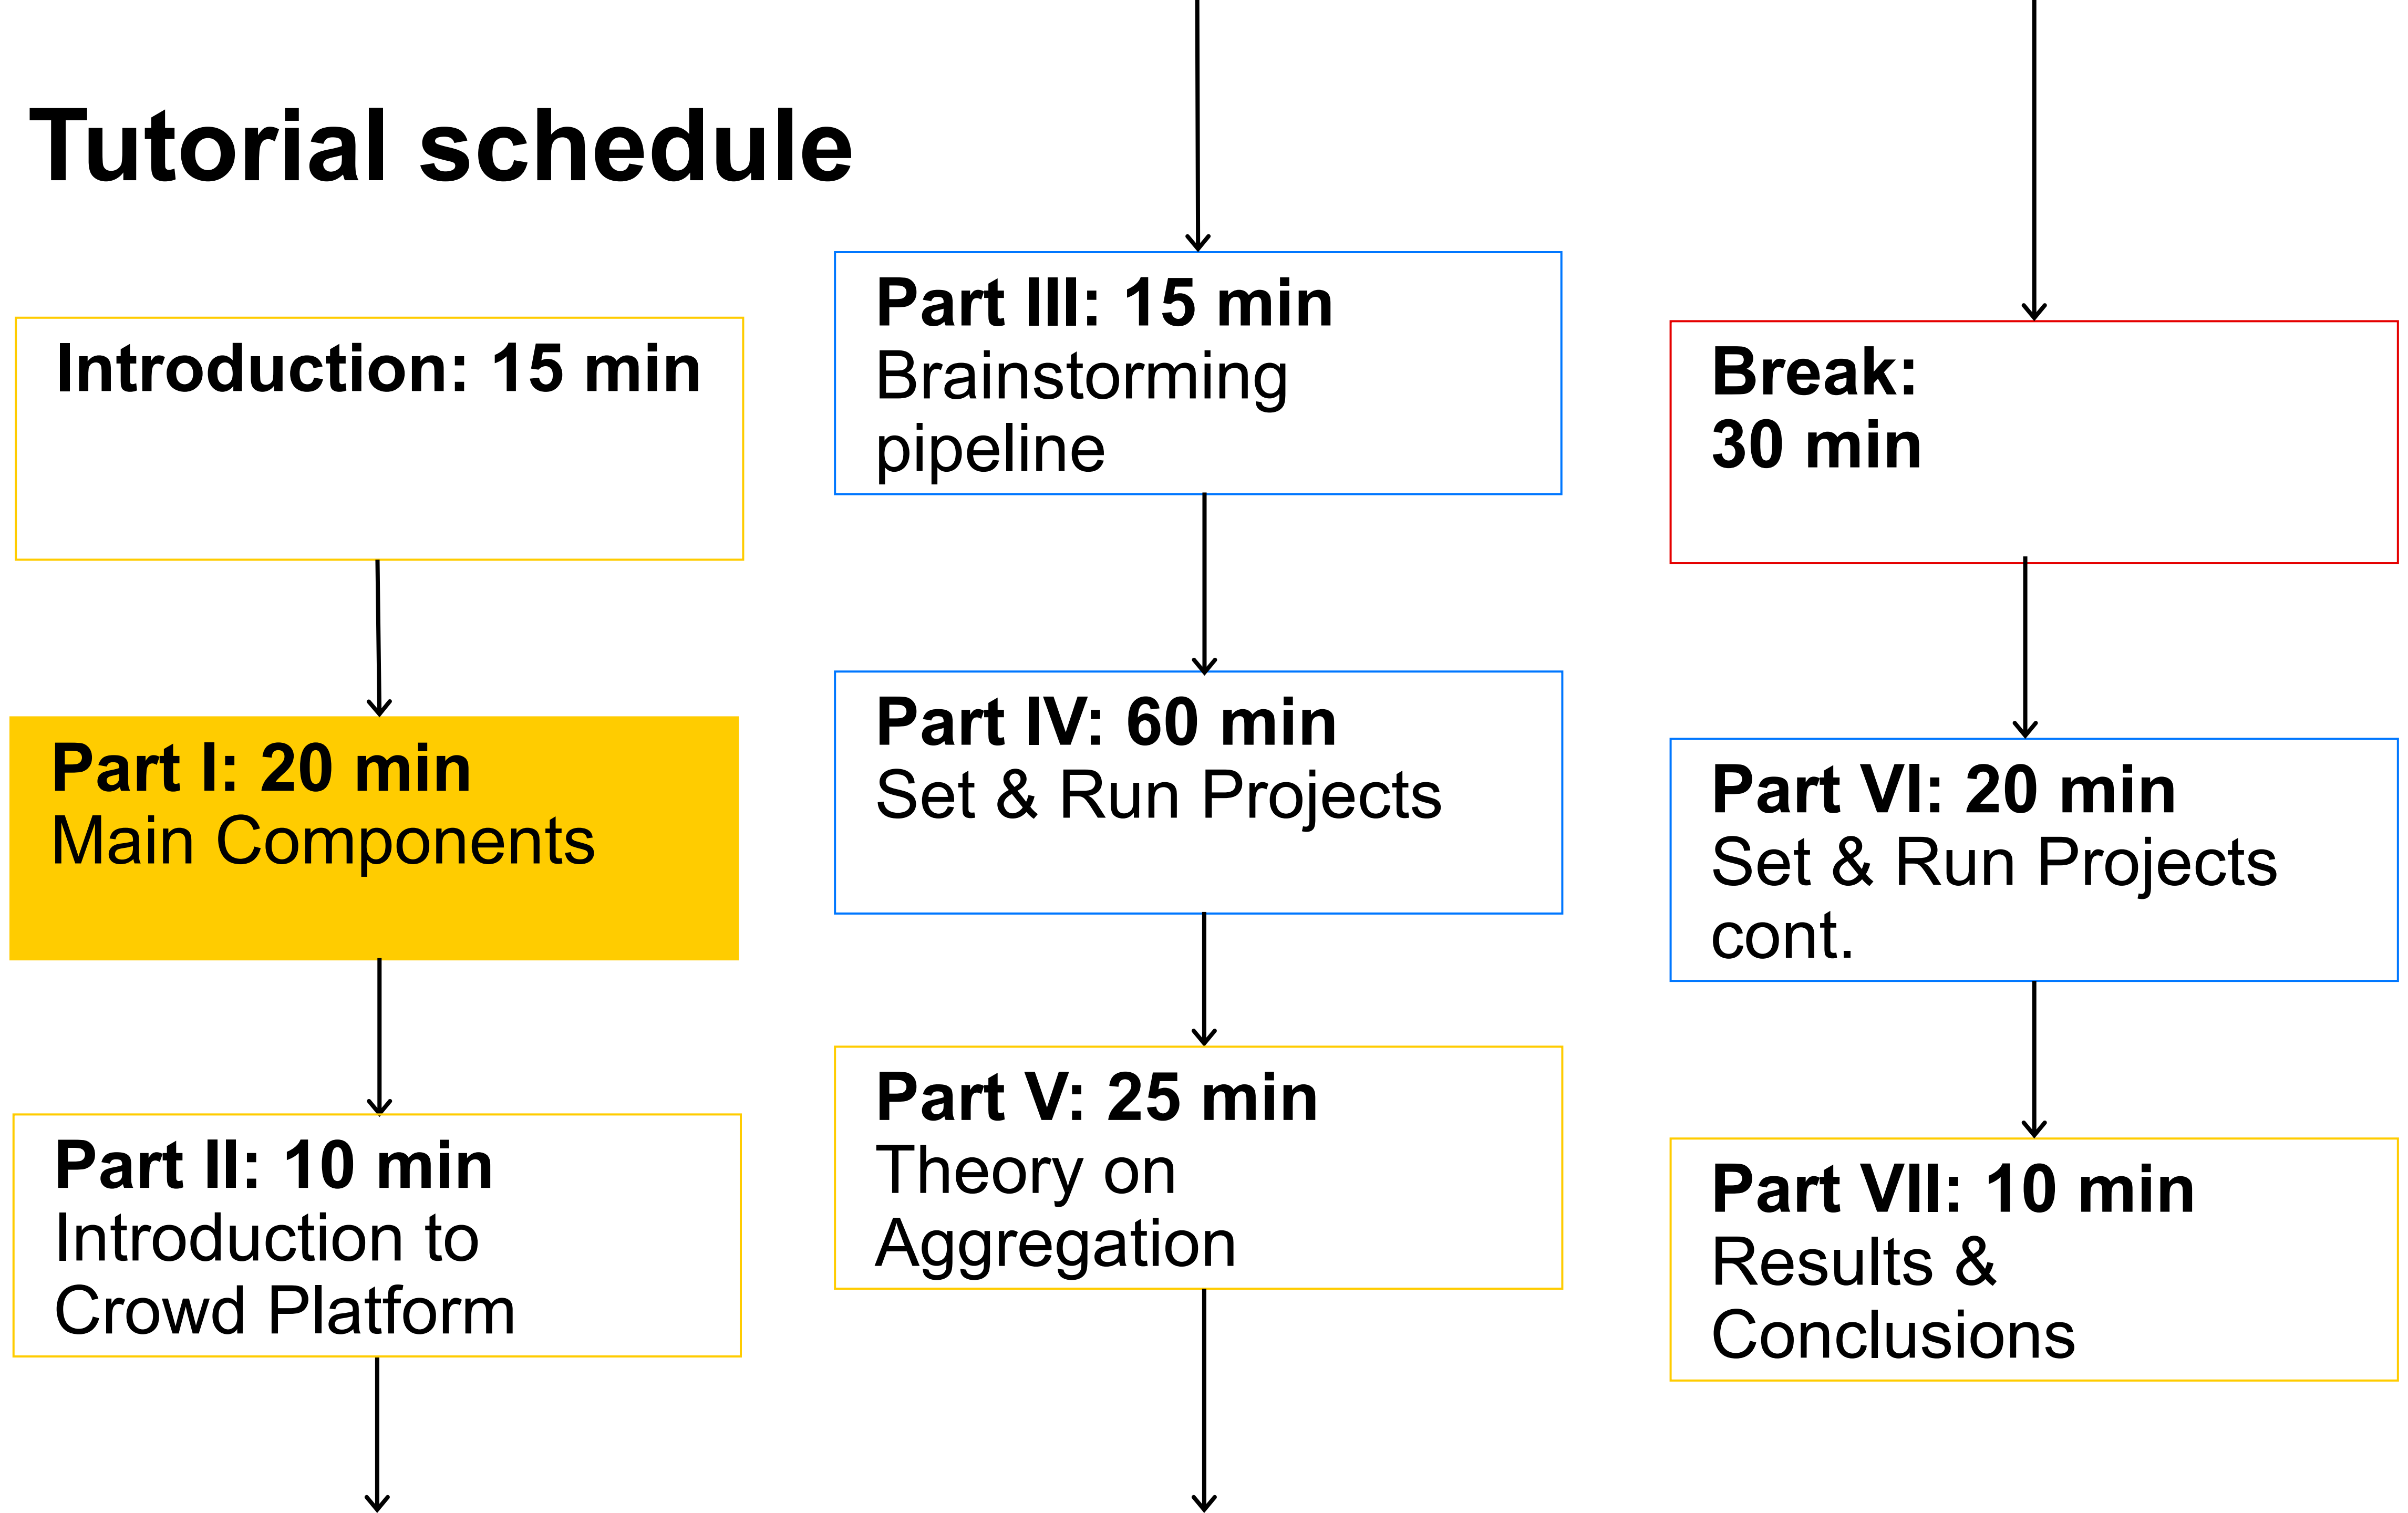 Tutorial schedule
Introduction: 15 min
Part I: 20 min
Main Components
Part II: 10 min
Introduction to
Crowd Platform
Part III: 15 min
Brainstorming
pipeline
Part IV: 60 min
Set & Run Projects
Part V: 25 min
Theory on
Aggregation
Break:
30 min
Part VI: 20 min
Set & Run Projects
cont.
Part VII: 10 min
Results &
Conclusions